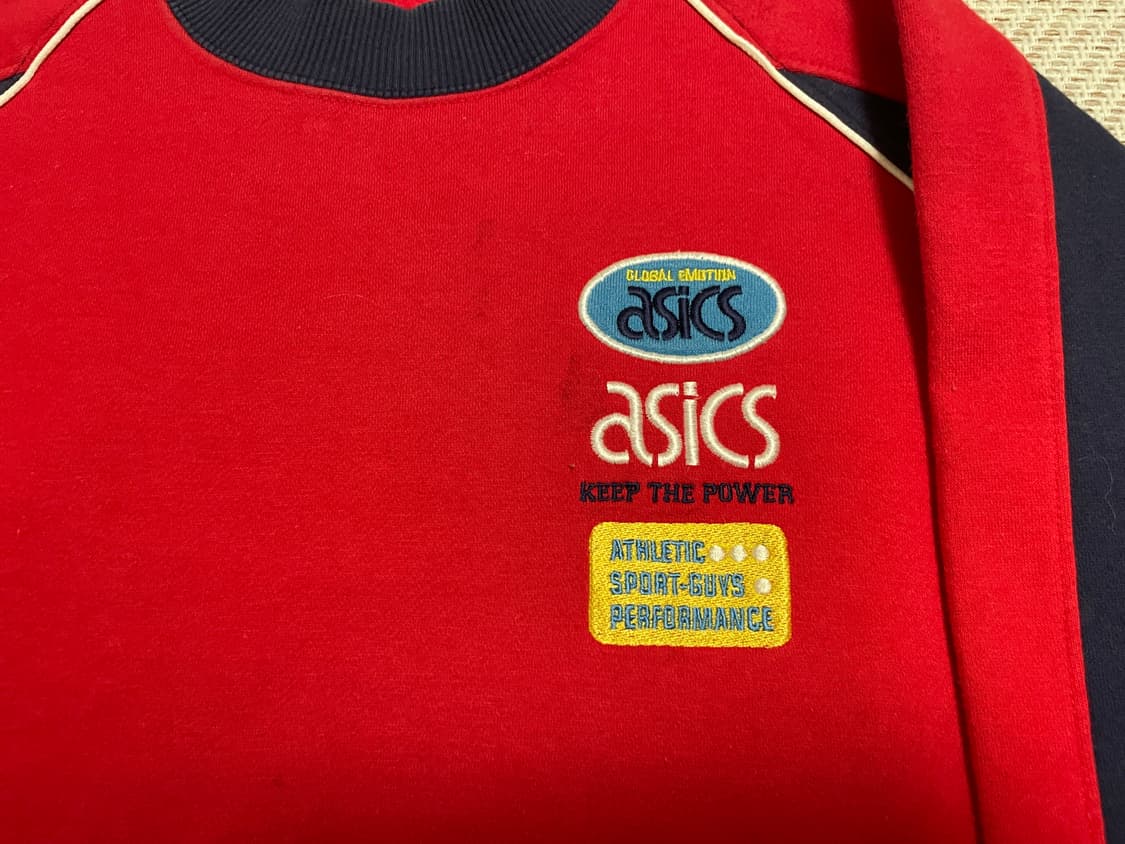 GLOBAL eMOTION
asics
asics
KEEP THE POWER
ATHLETIC
SPORT-GUYS
PERFORMANCE